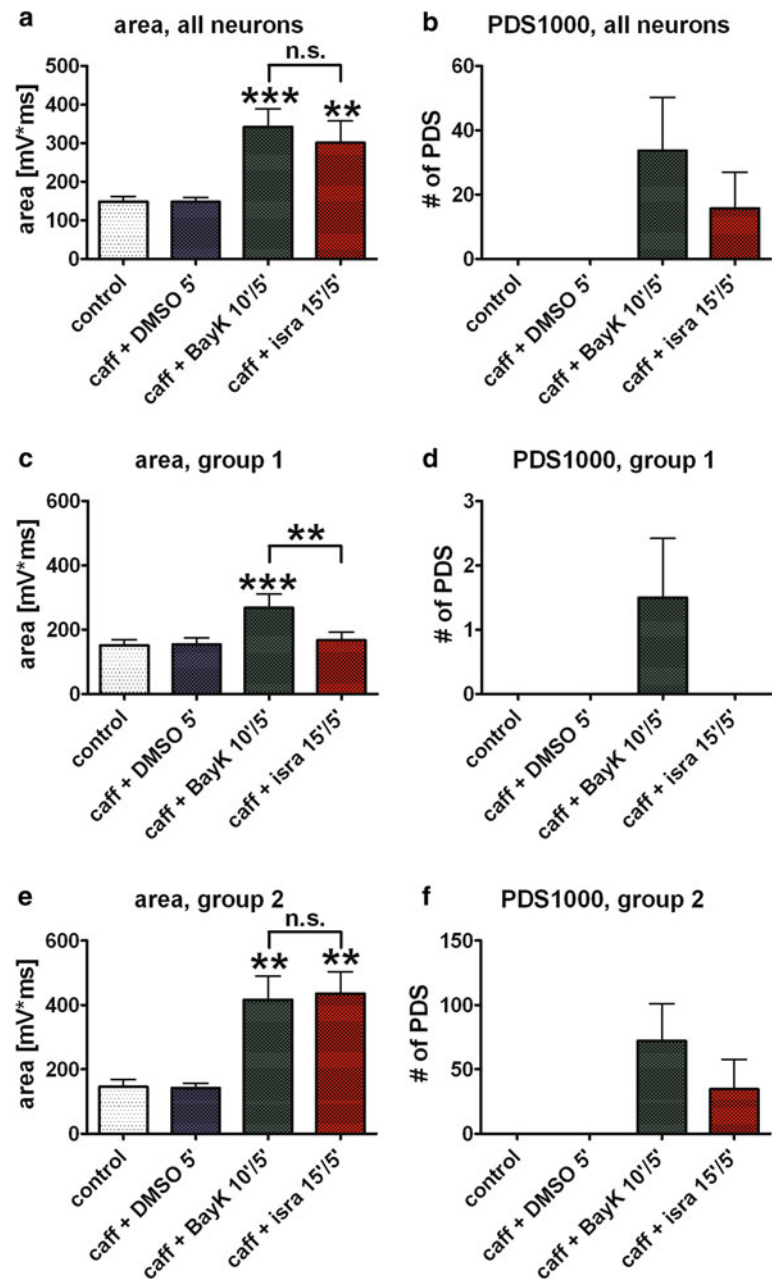 a
area, all neurons
n.s.
500
400
300
200
100
0
area [mV*ms]
***
**
control
caff + DMSO 5'
caff + BayK 10'/5'
caff + isra 15'/5'
b
PDS1000, all neurons
60
40
20
0
# of PDS
control
caff + DMSO 5'
caff + BayK 10'/5'
caff + isra 15'/5'
c
area, group 1
600
400
200
0
area [mV*ms]
***
**
control
caff + DMSO 5'
caff + BayK 10'/5'
caff + isra 15'/5'
d
PDS1000, group 1
3
2
1
0
# of PDS
control
caff + DMSO 5'
caff + BayK 10'/5'
caff + isra 15'/5'
e
area, group 2
n.s.
600
400
200
0
area [mV*ms]
**
**
control
caff + DMSO 5'
caff + BayK 10'/5'
caff + isra 15'/5'
f
PDS1000, group 2
150
100
50
0
# of PDS
control
caff + DMSO 5'
caff + BayK 10'/5'
caff + isra 15'/5'